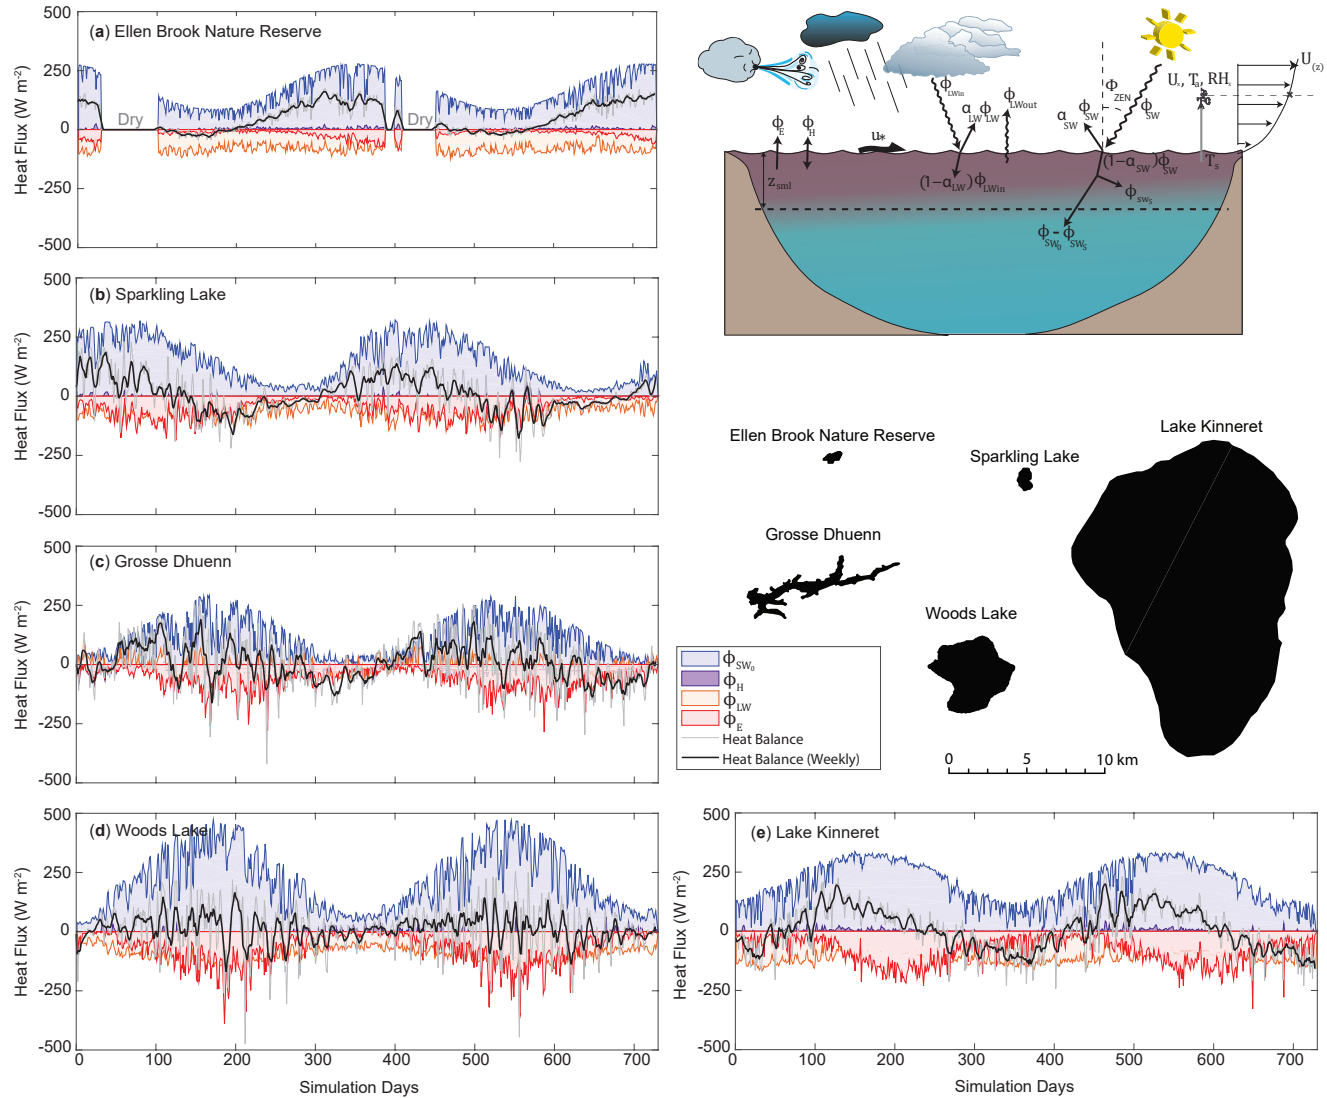 (a) Ellen Brook Nature Reserve
500
250
0
-250
-500
Heat Flux (W m-2)
Dry
Dry
(b) Sparkling Lake
500
250
0
-250
-500
Heat Flux (W m-2)
(c) Grosse Dhuenn
500
250
0
-250
-500
Heat Flux (W m-2)
(d) Woods Lake
500
250
0
-250
-500
Heat Flux (W m-2)
0 100 200 300 400 500 600 700
Simulation Days
ϕLWin
αLW ϕLW
ϕLWout
αSW ϕSW
ΦZEN
ϕSW
Us, Ta, RHs
U(z)
ϕE
ϕH
u*
zsml
(1-αLW)ϕLWin
(1-αSW)ϕSW
Ts
ϕSWS
ϕSW0 - ϕSWS
Ellen Brook Nature Reserve
Sparkling Lake
Lake Kinneret
Grosse Dhuenn
Woods Lake
0 5 10 km
ϕSW0
ϕH
ϕLW
ϕE
Heat Balance
Heat Balance (Weekly)
(e) Lake Kinneret
500
250
0
-250
-500
Heat Flux (W m-2)
0 100 200 300 400 500 600 700
Simulation Days